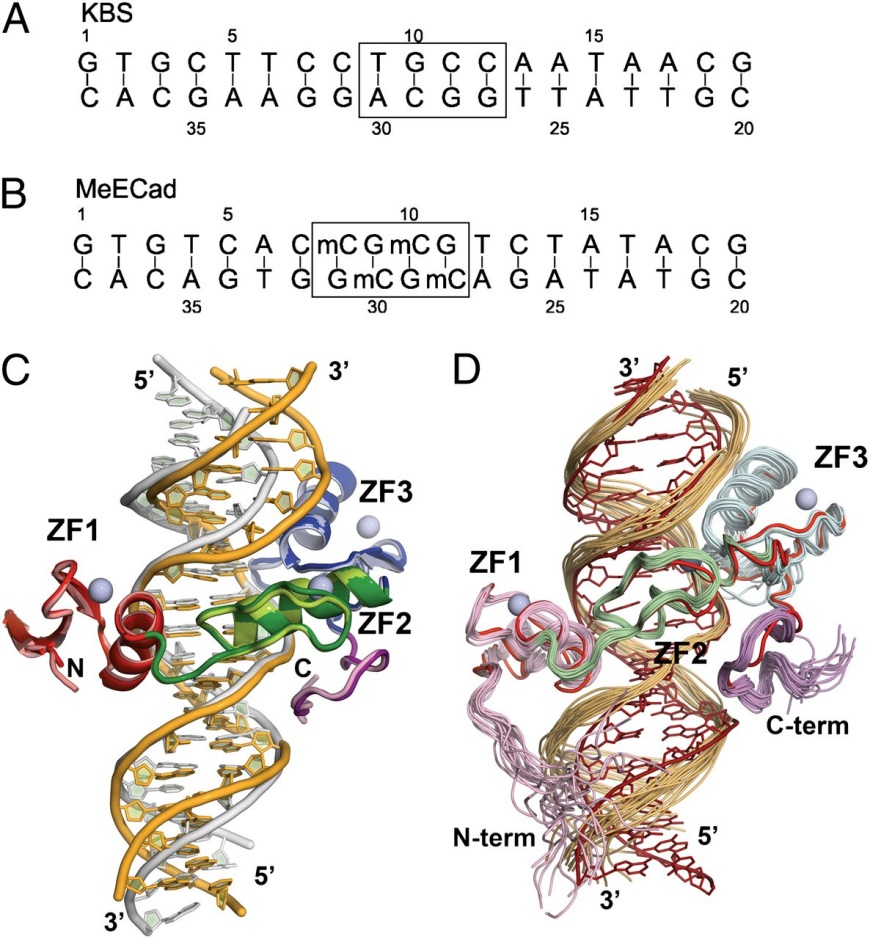 A
KBS
1 5 10 15
G T G C T T C C T G C C A A T A A C G
C A C G A A G G A C G G T T A T T G C
35 30 25 20
B
MeECad
1 5 10 15
G T G T C A C mC G mC G T C T A T A C G
C A C A G T G G mC G mC A G A T A T G C
35 30 25 20
C
5’ 3’
ZF3
ZF1
ZF2
N
C
5’
3’
D
3’ 5’
ZF3
ZF1
ZF2
C-term
N-term
5’
3’